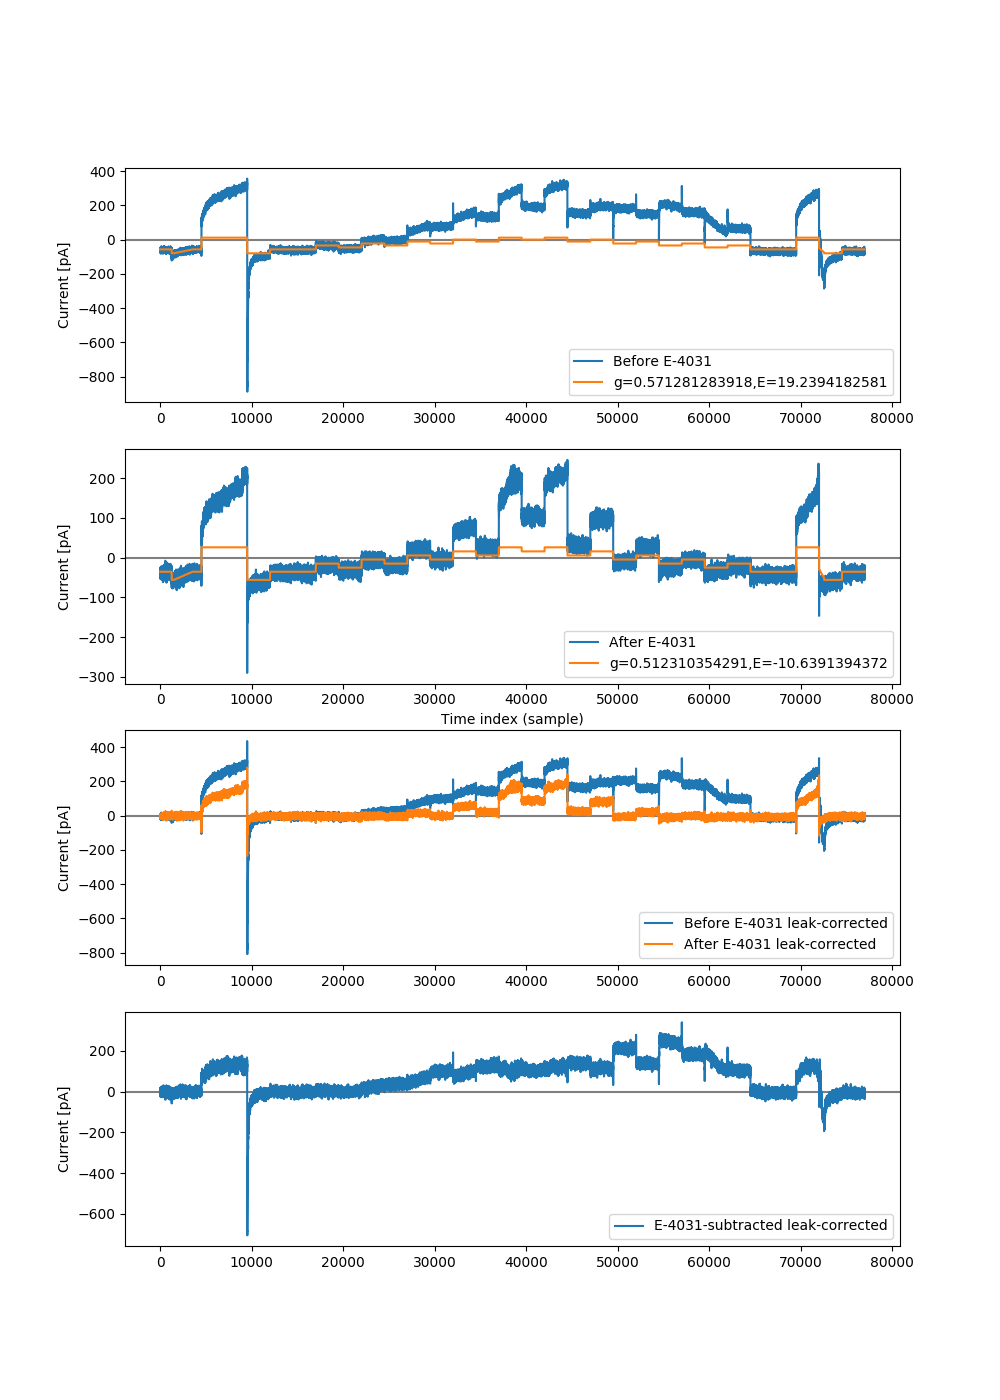 400
200
0
−200
−400
−600
−800
Current [pA]
Before E-4031
g=0.571281283918,E=19.2394182581
0 10000 20000 30000 40000 50000 60000 70000 80000
200
100
0
−100
−200
−300
Current [pA]
After E-4031
g=0.512310354291,E=-10.6391394372
0 10000 20000 30000 40000 50000 60000 70000 80000
Time index (sample)
400
200
0
−200
−400
−600
−800
Current [pA]
Before E-4031 leak-corrected
After E-4031 leak-corrected
0 10000 20000 30000 40000 50000 60000 70000 80000
200
0
−200
−400
−600
Current [pA]
E-4031-subtracted leak-corrected
0 10000 20000 30000 40000 50000 60000 70000 80000